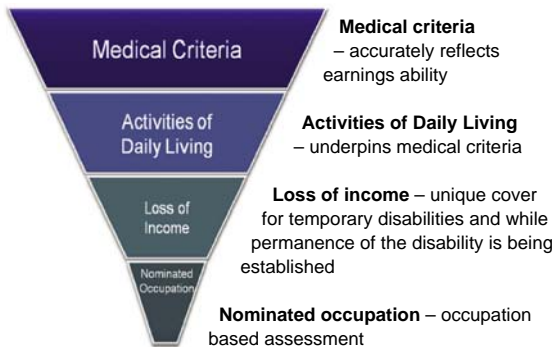 Medical Criteria
Activities of
Daily Living
Loss of
Income
Nominated
Occupation
Medical criteria
– accurately reflects
earnings ability
Activities of Daily Living
– underpins medical criteria
Loss of income – unique cover
for temporary disabilities and while
permanence of the disability is being
established
Nominated occupation – occupation
based assessment